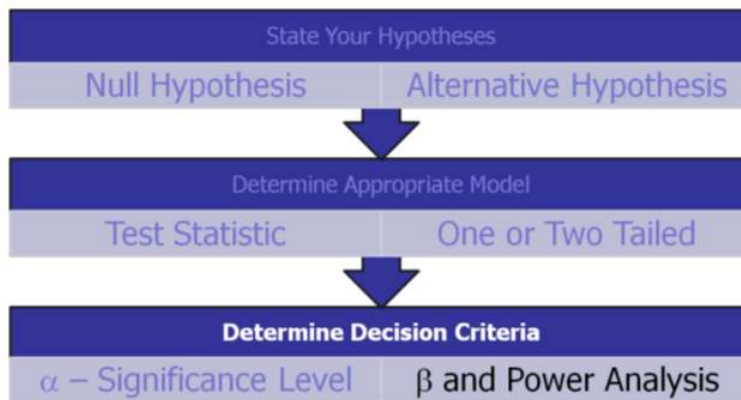 State Your Hypotheses
Null Hypothesis Alternative Hypothesis
Determine Appropriate Model
Test Statistic One or Two Tailed
Determine Decision Criteria
α – Significance Level β and Power Analysis